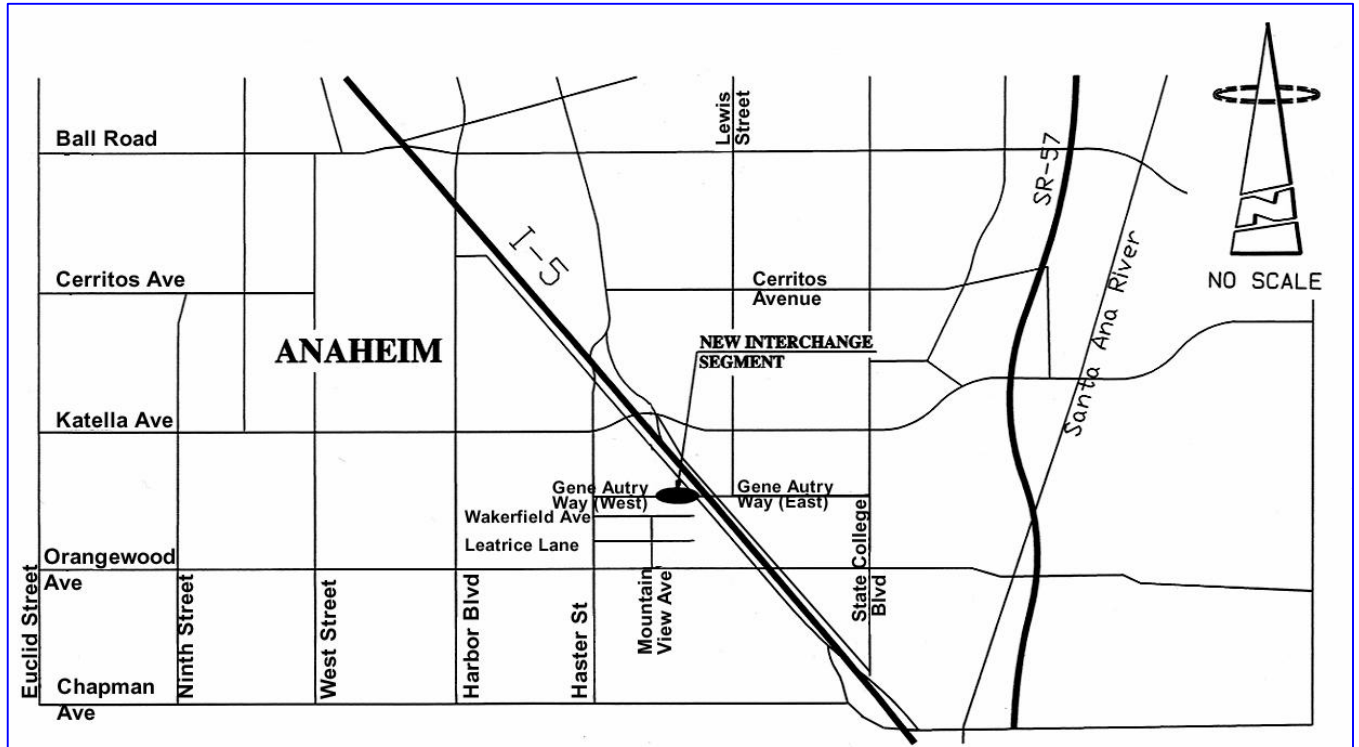 Lewis
Street
Ball Road
SR-57
I-5
Cerritos Ave
Cerritos
Avenue
Santa Ana River
N
NO SCALE
ANAHEIM
NEW INTERCHANGE
SEGMENT
Katella Ave
Gene Autry
Way (West)
Gene Autry
Way (East)
Wakerfield Ave
Leatrice Lane
Orangewood
Ave
Euclid Street
Ninth Street
West Street
Harbor Blvd
Haster St
Mountain
View Ave
State College
Blvd
Chapman
Ave